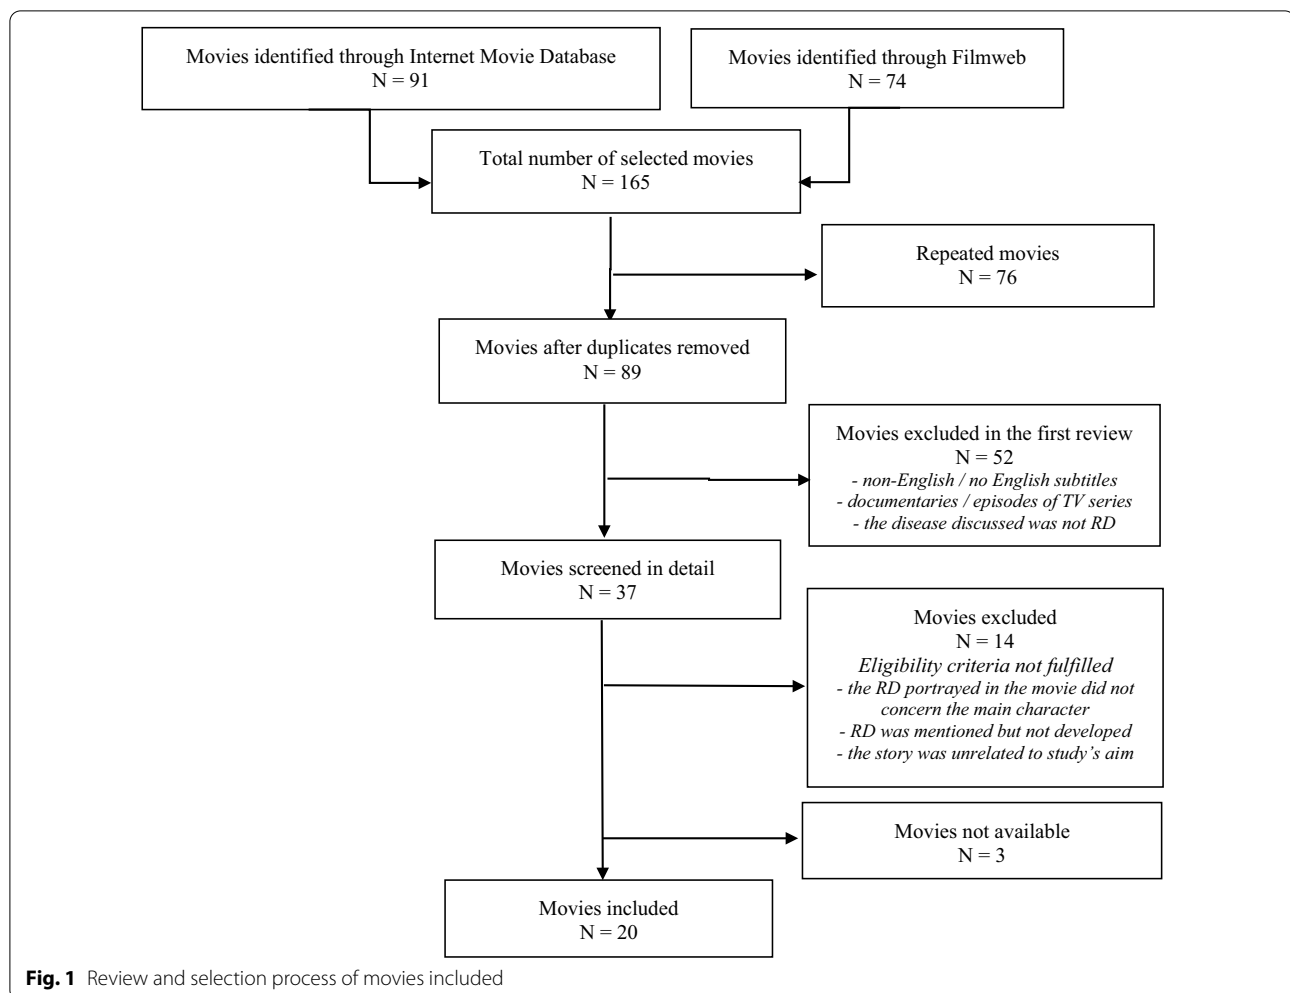 Movies identified through Internet Movie Database
N = 91
Movies identified through Filmweb
N = 74
Total number of selected movies
N = 165
Repeated movies
N = 76
Movies after duplicates removed
N = 89
Movies excluded in the first review
N = 52
- non-English / no English subtitles
- documentaries / episodes of TV series
- the disease discussed was not RD
Movies screened in detail
N = 37
Movies excluded
N = 14
Eligibility criteria not fulfilled
- the RD portrayed in the movie did not
concern the main character
- RD was mentioned but not developed
- the story was unrelated to study's aim
Movies not available
N = 3
Movies included
N = 20
Fig. 1 Review and selection process of movies included